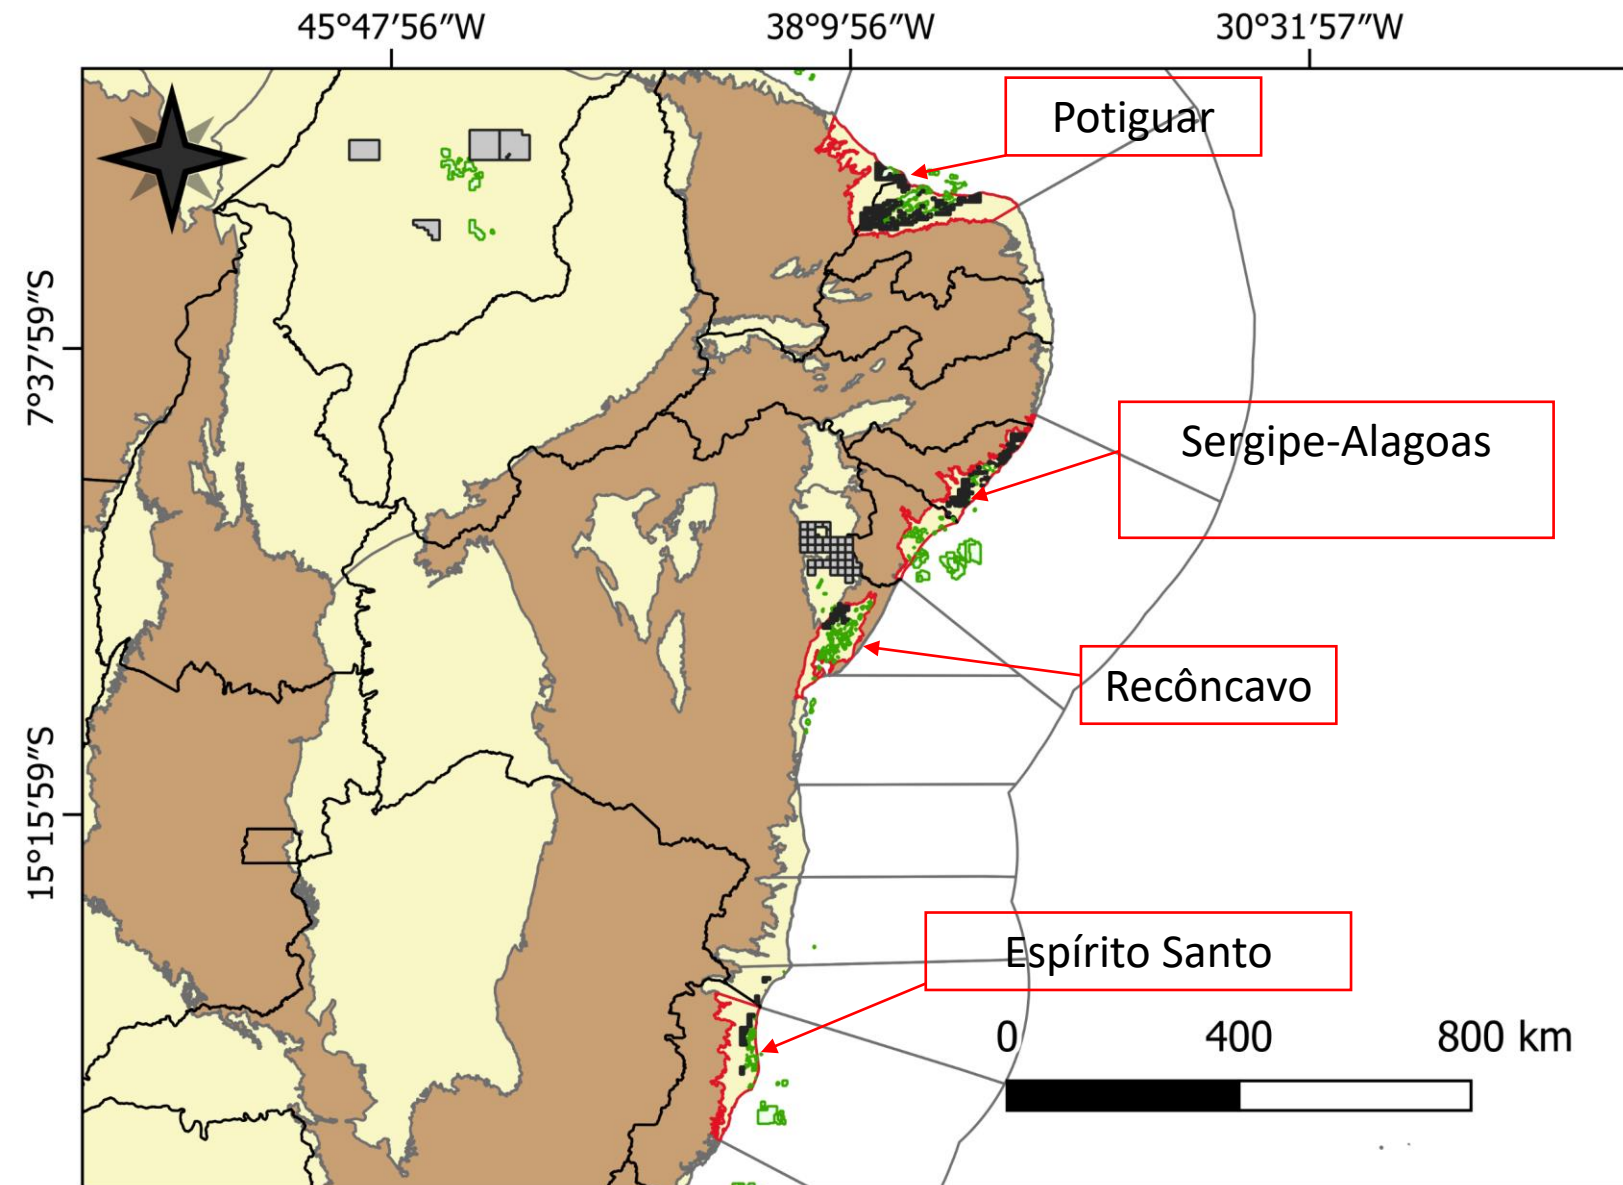 45°47′56″W 38°9′56″W 30°31′57″W
Potiguar
7°37′59″S
Sergipe-Alagoas
Recôncavo
15°15′59″S
Espírito Santo
0 400 800 km